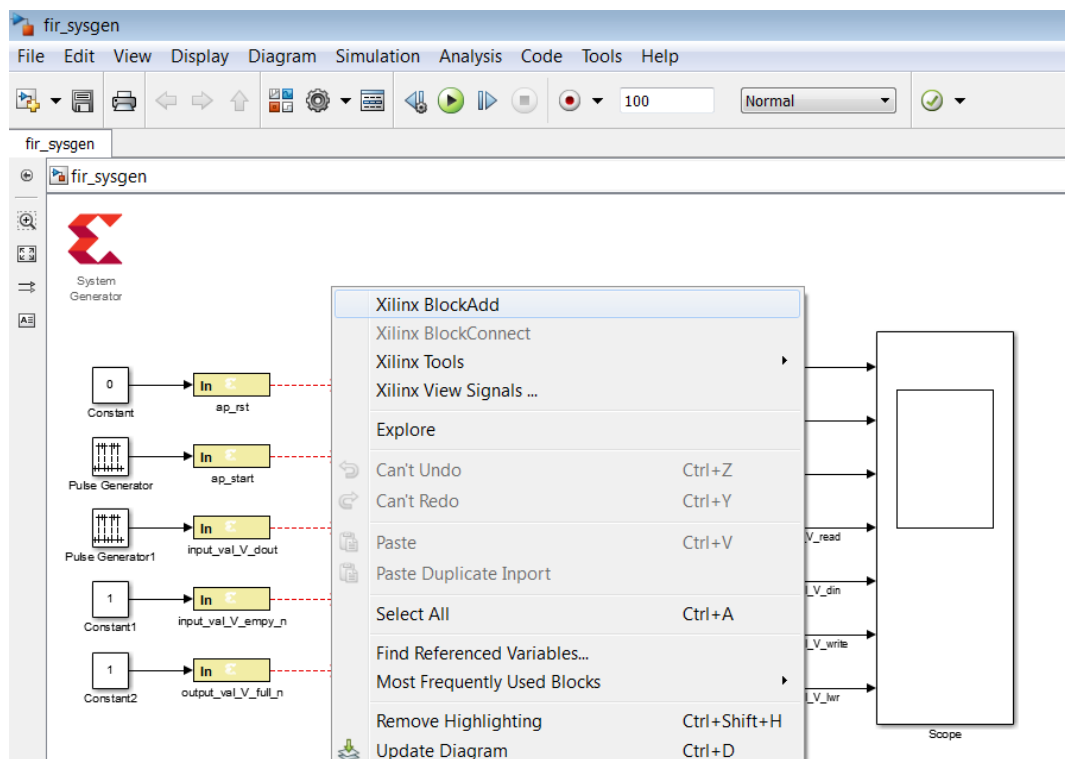 fir_sysgen
File Edit View Display Diagram Simulation Analysis Code Tools Help
100 Normal
fir_sysgen
fir_sysgen
System
Generator
Xilinx BlockAdd
Xilinx BlockConnect
Xilinx Tools
Xilinx View Signals ...
Explore
Can't Undo Ctrl+Z
Can't Redo Ctrl+Y
Paste Ctrl+V
Paste Duplicate Inport
Select All Ctrl+A
Find Referenced Variables...
Most Frequently Used Blocks
Remove Highlighting Ctrl+Shift+H
Update Diagram Ctrl+D
0
Constant
In
ap_rst
Pulse Generator
In
ap_start
Pulse Generator1
In
input_val_V_dout
1
Constant1
In
input_val_V_empy_n
1
Constant2
In
output_val_V_full_n
V_read
l_V_din
l_V_write
l_V_lwr
Scope